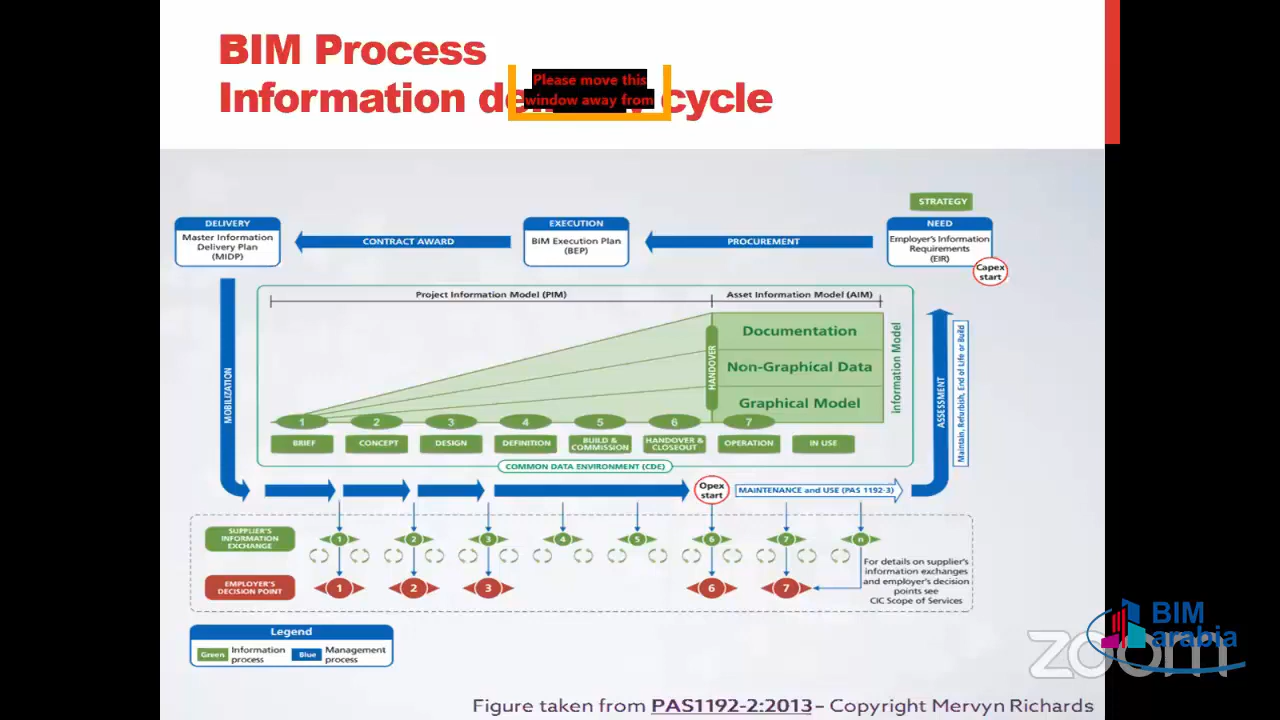 BIM Process
Information de cycle
Please move this
window away from
STRATEGY
DELIVERY
Master Information
Delivery Plan
(MIDP)
CONTRACT AWARD
EXECUTION
BIM Execution Plan
(BEP)
PROCUREMENT
NEED
Employer's Information
Requirements
(EIR)
Capex
start
Project Information Model (PIM)
Asset Information Model (AIM)
Documentation
Non-Graphical Data
Graphical Model
HANDOVER
Information Model
MOBILIZATION
ASSESSMENT
Maintain, Refurbish, End of Life or Build
1 2 3 4 5 6 7
BRIEF
CONCEPT
DESIGN
DEFINITION
BUILD &
COMMISSION
HANDOVER &
CLOSEOUT
OPERATION
IN USE
COMMON DATA ENVIRONMENT (CDE)
Opex
start
MAINTENANCE and USE (PAS 1192-3)
SUPPLIER'S
INFORMATION
EXCHANGE
1 2 3 4 5 6 7 n
EMPLOYER'S
DECISION POINT
1 2 3 6 7
For details on supplier's
information exchanges
and employer's decision
points see
CIC Scope of Services
Legend
Green
Information
process
Blue
Management
process
BIM
arabia
zoom
Figure taken from PAS1192-2:2013– Copyright Mervyn Richards